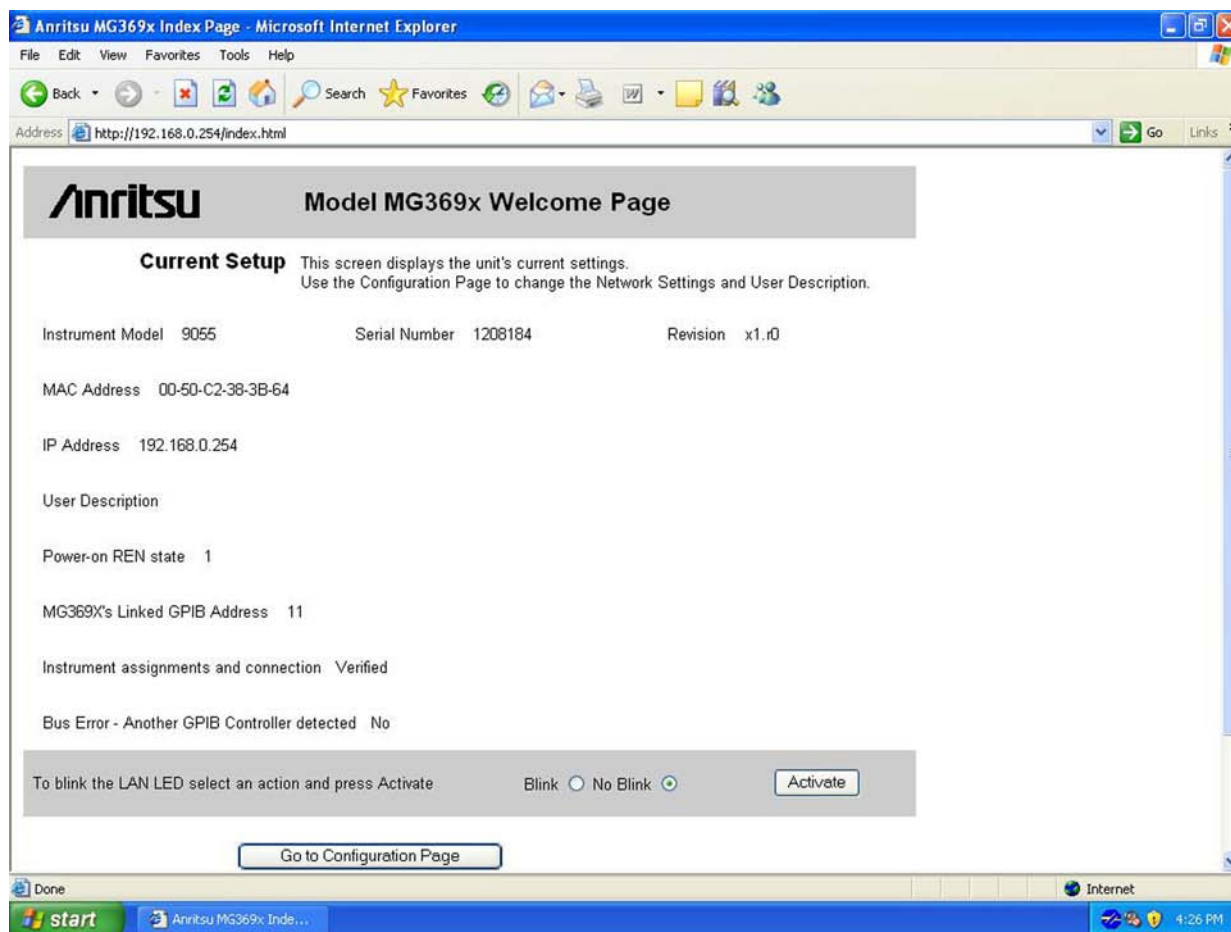 Anritsu MG369x Index Page - Microsoft Internet Explorer
File Edit View Favorites Tools Help
Back Search Favorites
Address http://192.168.0.254/index.html Go Links
Anritsu Model MG369x Welcome Page
Current Setup This screen displays the unit's current settings.
Use the Configuration Page to change the Network Settings and User Description.
Instrument Model 9055 Serial Number 1208184 Revision x1.r0
MAC Address 00-50-C2-38-3B-64
IP Address 192.168.0.254
User Description
Power-on REN state 1
MG369X's Linked GPIB Address 11
Instrument assignments and connection Verified
Bus Error - Another GPIB Controller detected No
To blink the LAN LED select an action and press Activate Blink No Blink Activate
Go to Configuration Page
Done Internet
start Anritsu MG369x Inde... 4:26 PM